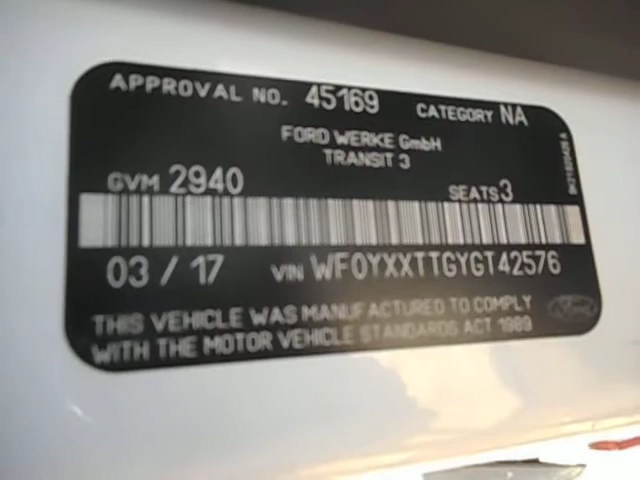 APPROVAL NO. 45169 CATEGORY NA
FORD WERKE GmbH
TRANSIT 3
GVM 2940 SEATS 3
03 / 17 VIN WF0YXXTTGYGT42576
THIS VEHICLE WAS MANUFACTURED TO COMPLY
WITH THE MOTOR VEHICLE STANDARDS ACT 1989
Ford